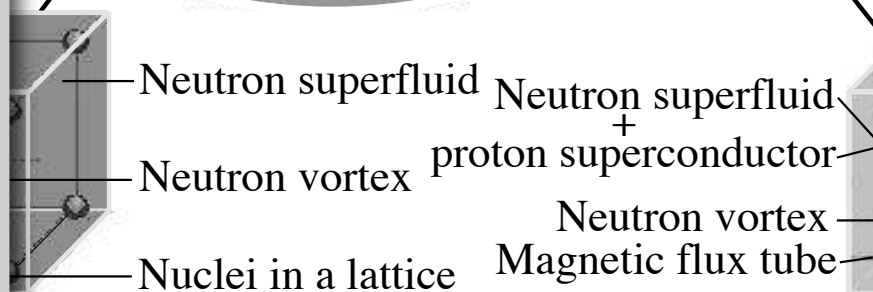 Neutron superfluid
Neutron vortex
Nuclei in a lattice
Neutron superfluid
+
proton superconductor
Neutron vortex
Magnetic flux tube